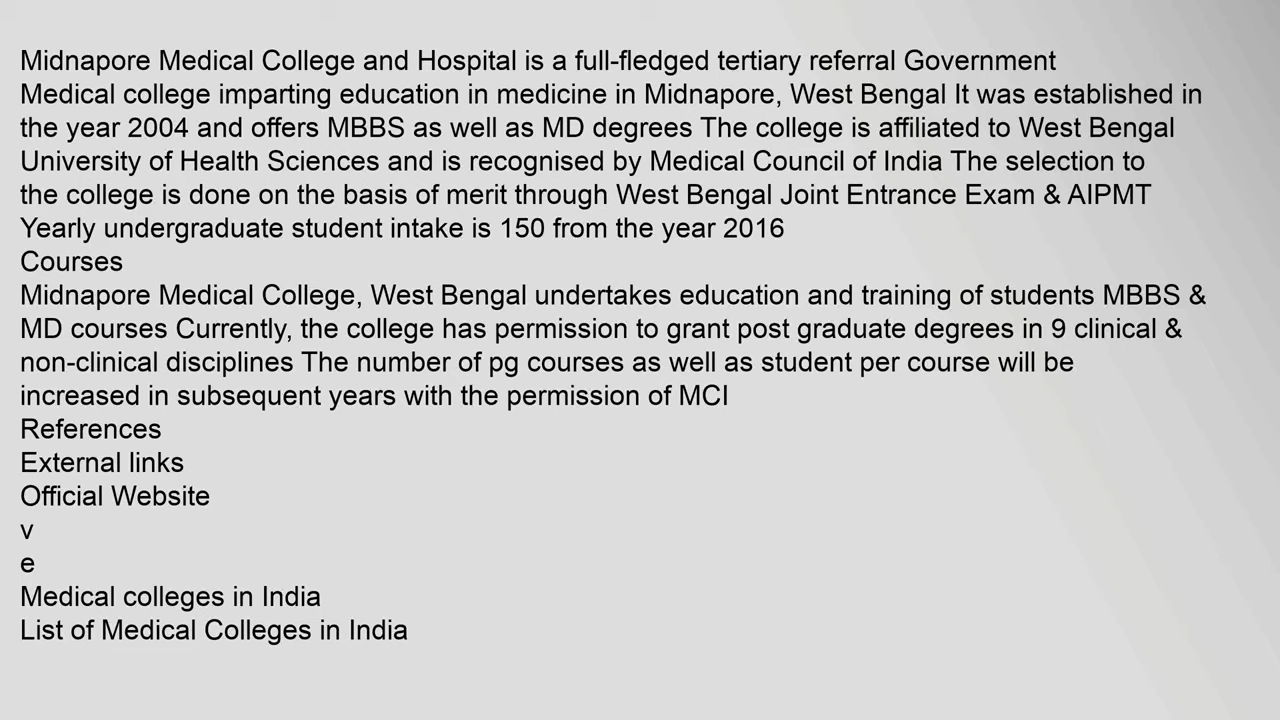 Midnapore Medical College and Hospital is a full-fledged tertiary referral Government
Medical college imparting education in medicine in Midnapore, West Bengal It was established in
the year 2004 and offers MBBS as well as MD degrees The college is affiliated to West Bengal
University of Health Sciences and is recognised by Medical Council of India The selection to
the college is done on the basis of merit through West Bengal Joint Entrance Exam & AIPMT
Yearly undergraduate student intake is 150 from the year 2016
Courses
Midnapore Medical College, West Bengal undertakes education and training of students MBBS &
MD courses Currently, the college has permission to grant post graduate degrees in 9 clinical &
non-clinical disciplines The number of pg courses as well as student per course will be
increased in subsequent years with the permission of MCI
References
External links
Official Website
v
e
Medical colleges in India
List of Medical Colleges in India